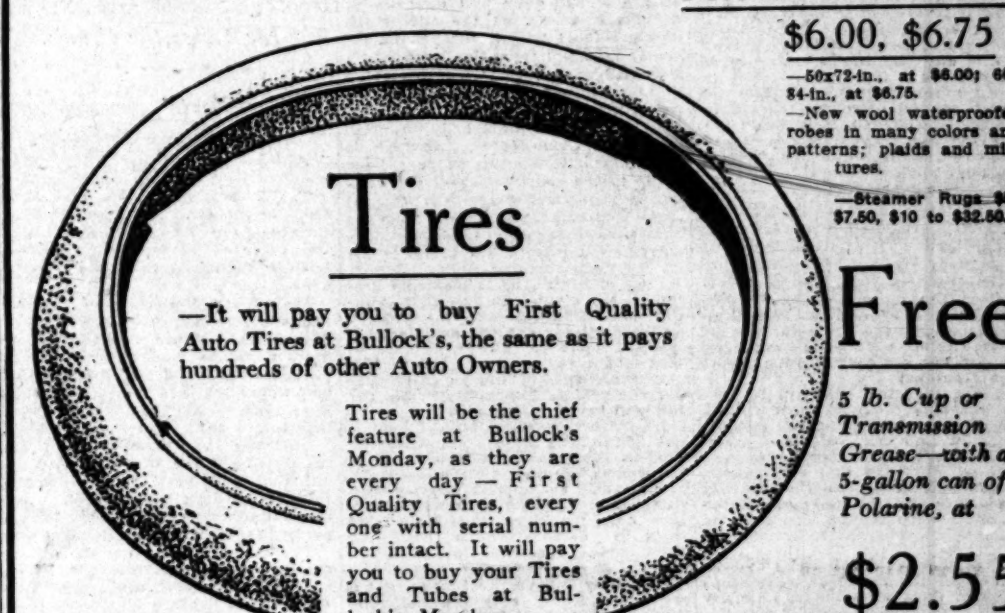 Tires
—It will pay you to buy First Quality
Auto Tires at Bullock's, the same as it pays
hundreds of other Auto Owners.
Tires will be the chief
feature at Bullock's
Monday, as they are
every day — First
Quality Tires, every
one with serial num-
ber intact. It will pay
you to buy your Tires
and Tubes at Bul-
$6.00, $6.75
—50x72-in., at $6.00;
84-in., at $6.75.
—New wool waterproofe
robes in many colors a
patterns; plaids and mi
tures.
—Steamer Rugs $
$7.50, $10 to $32.50
Free
5 lb. Cup or
Transmission
Grease—with a
5-gallon can of
Polarine, at
$2.5